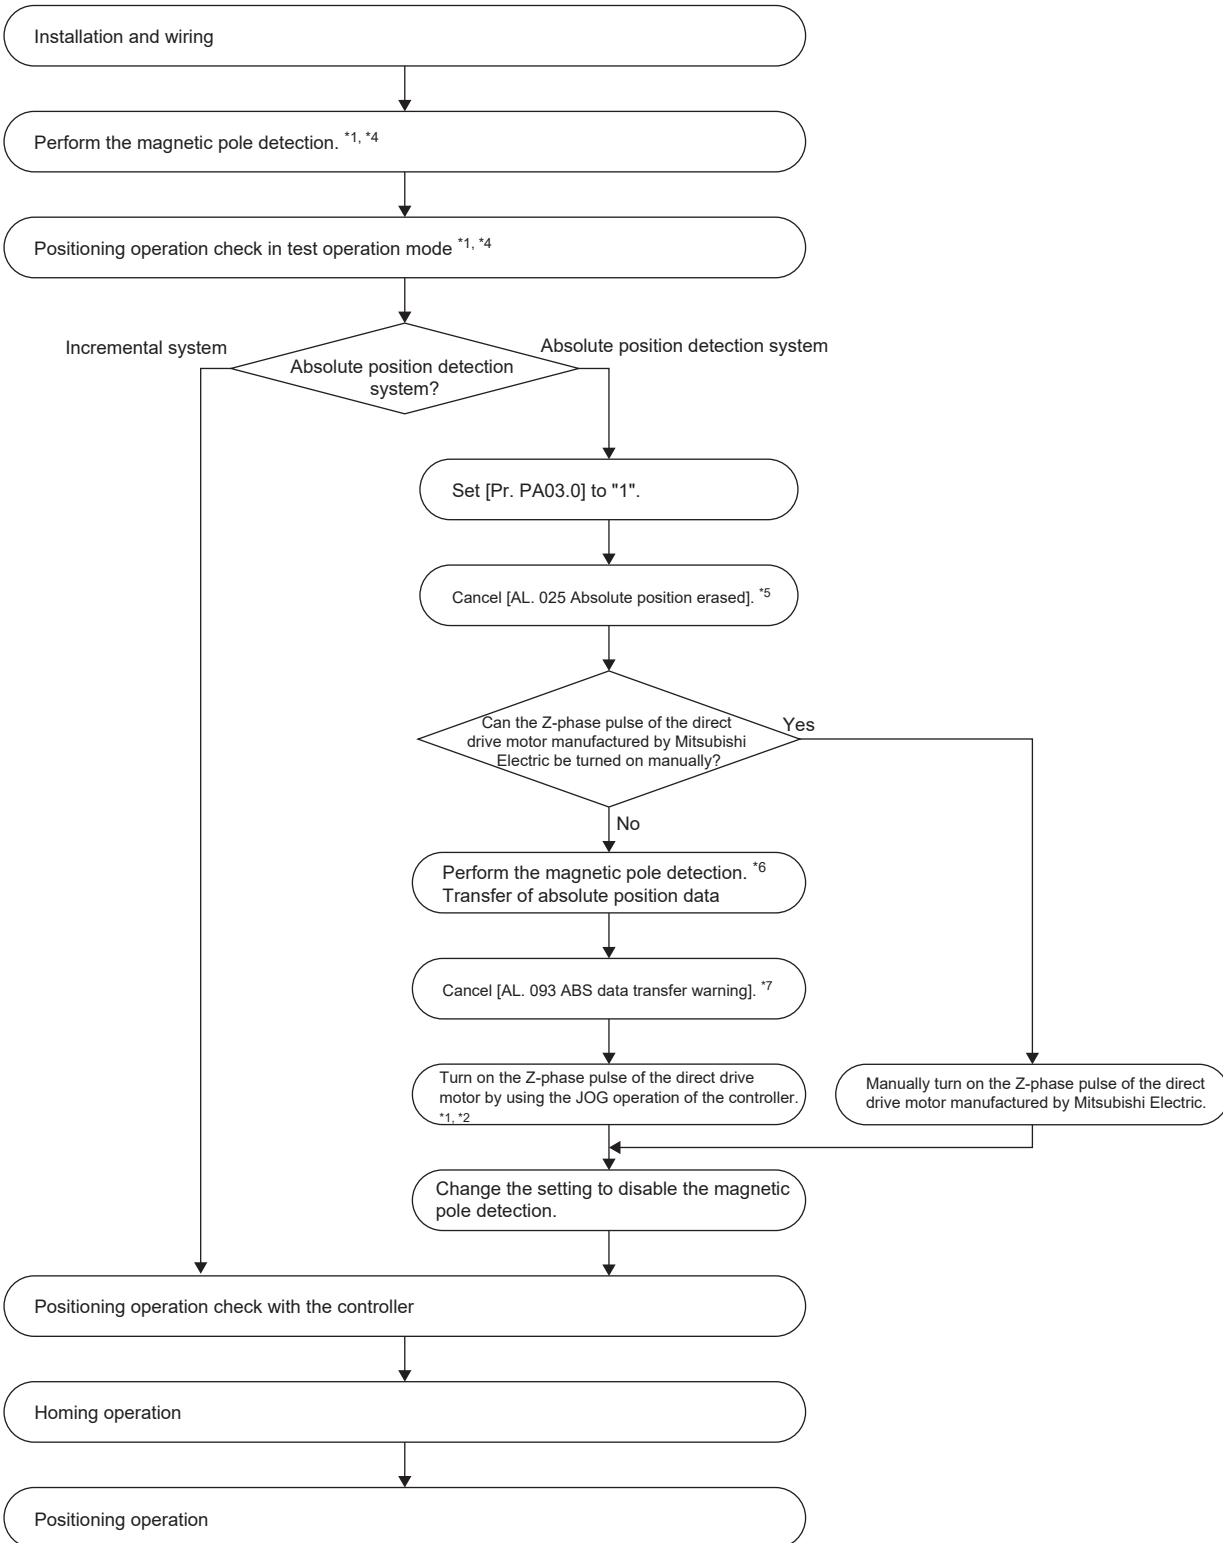 Installation and wiring
Perform the magnetic pole detection. *1, *4
Positioning operation check in test operation mode *1, *4
Incremental system
Absolute position detection system
Absolute position detection
system?
Set [Pr. PA03.0] to "1".
Cancel [AL. 025 Absolute position erased]. *5
Can the Z-phase pulse of the direct
drive motor manufactured by Mitsubishi
Electric be turned on manually?
Yes
No
Perform the magnetic pole detection. *6
Transfer of absolute position data
Cancel [AL. 093 ABS data transfer warning]. *7
Turn on the Z-phase pulse of the direct drive
motor by using the JOG operation of the controller.
*1, *2
Manually turn on the Z-phase pulse of the direct
drive motor manufactured by Mitsubishi Electric.
Change the setting to disable the magnetic
pole detection.
Positioning operation check with the controller
Homing operation
Positioning operation